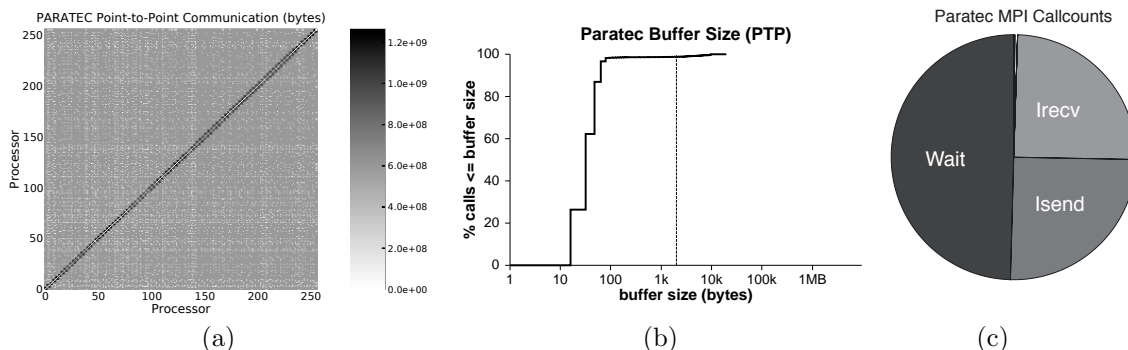 PARATEC Point-to-Point Communication (bytes)
250
200
150
100
50
0
Processor
0 50 100 150 200 250
Processor
1.2e+09
1.0e+09
8.0e+08
6.0e+08
4.0e+08
2.0e+08
0.0e+00
(a)
Paratec Buffer Size (PTP)
100
80
60
40
20
0
% calls <= buffer size
1 10 100 1k 10k 100k 1MB
buffer size (bytes)
(b)
Paratec MPI Callcounts
Irecv
Wait
Isend
(c)